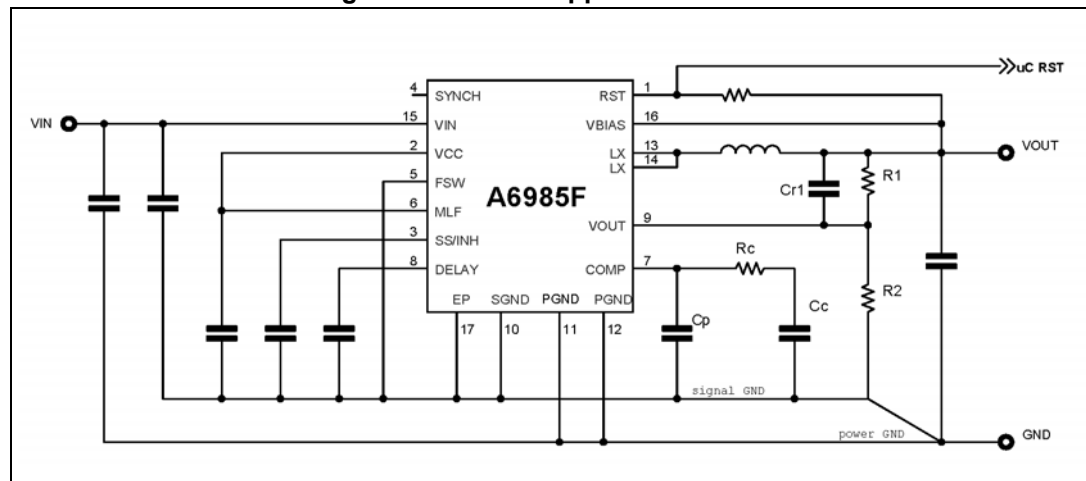 uC RST
4
SYNCH
RST
1
VIN
15
VIN
VBIAS
16
2
VCC
LX
13
VOUT
LX
14
5
FSW
A6985F
Cr1
R1
6
MLF
VOUT
9
3
SS/INH
Rc
8
DELAY
COMP
7
R2
EP
SGND
PGND
PGND
Cp
Cc
17
10
11
12
signal GND
power GND
GND